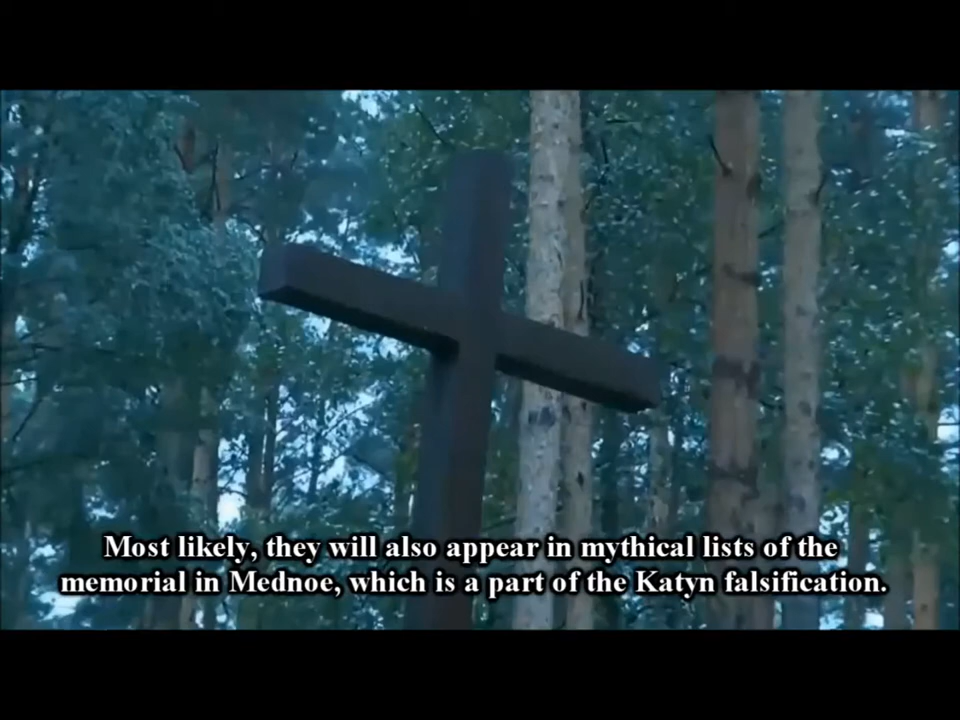 Most likely, they will also appear in mythical lists of the
memorial in Mednoe, which is a part of the Katyn falsification.